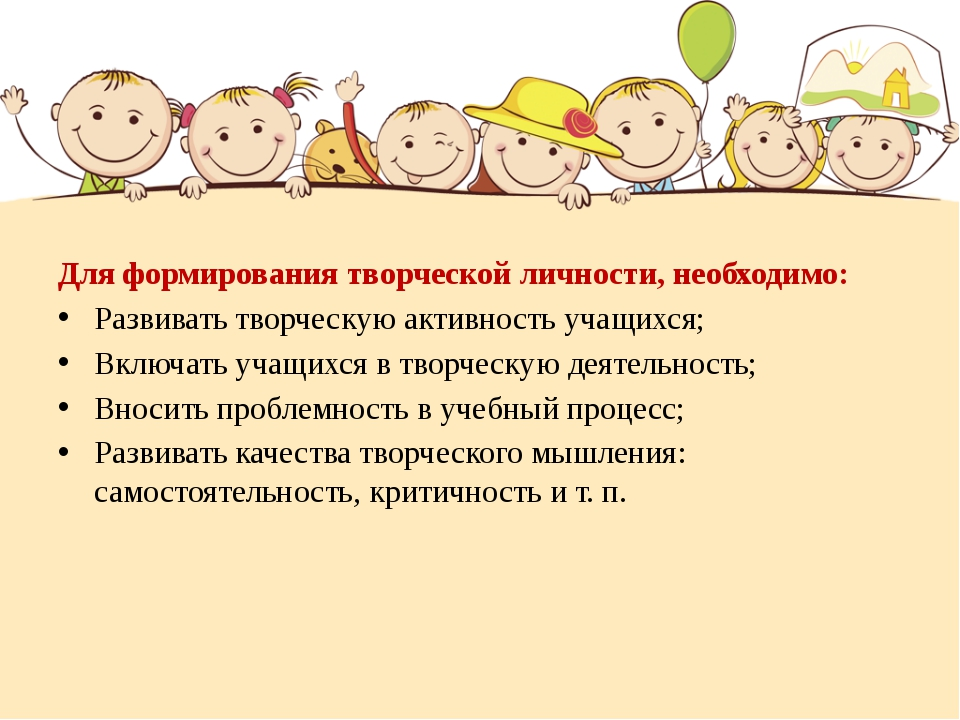 Для формирования творческой личности, необходимо:
• Развивать творческую активность учащихся;
• Включать учащихся в творческую деятельность;
• Вносить проблемность в учебный процесс;
• Развивать качества творческого мышления:
самостоятельность, критичность и т. п.